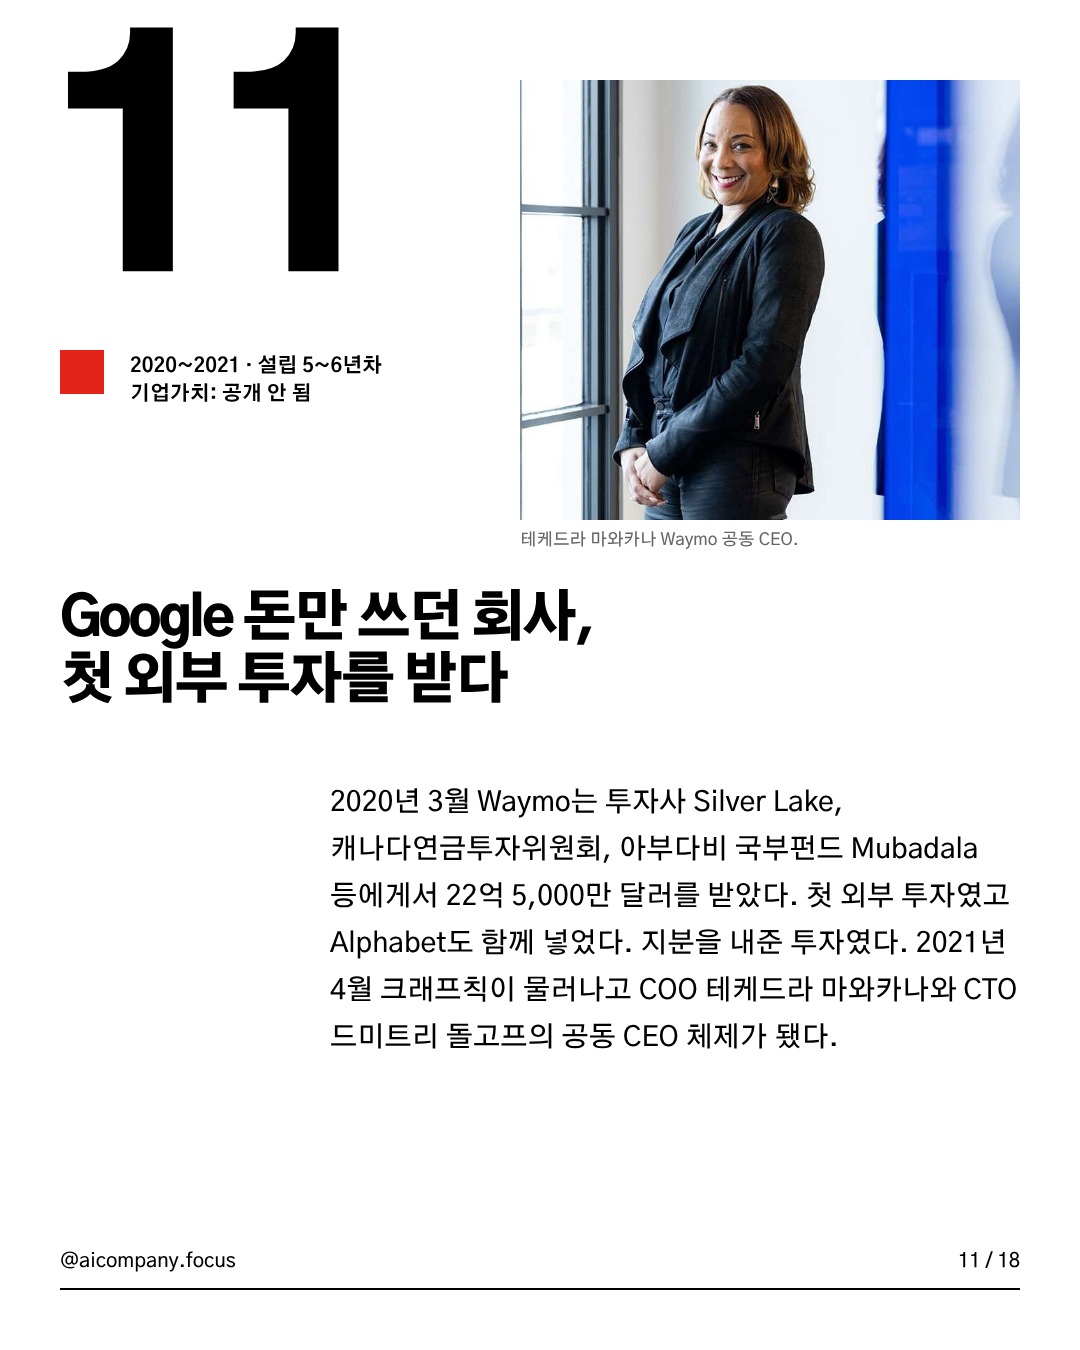 11
2020~2021 · 설립 5~6년차
기업가치: 공개 안 됨
테케드라 마와카나 Waymo 공동 CEO.
Google 돈만 쓰던 회사,
첫 외부 투자를 받다
2020년 3월 Waymo는 투자사 Silver Lake,
캐나다연금투자위원회, 아부다비 국부펀드 Mubadala
등에게서 22억 5,000만 달러를 받았다. 첫 외부 투자였고
Alphabet도 함께 넣었다. 지분을 내준 투자였다. 2021년
4월 크래프칙이 물러나고 COO 테케드라 마와카나와 CTO
드미트리 돌고프의 공동 CEO 체제가 됐다.
@aicompany.focus
11 / 18